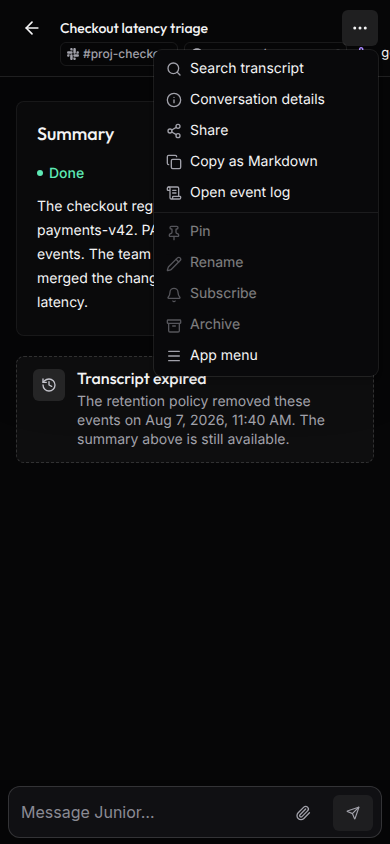 Checkout latency triage
#proj-checko
Search transcript
Conversation details
Share
Copy as Markdown
Open event log
Pin
Rename
Subscribe
Archive
App menu
Summary
Done
The checkout reg
payments-v42. PA
events. The team
merged the chang
latency.
Transcript expired
The retention policy removed these
events on Aug 7, 2026, 11:40 AM. The
summary above is still available.
Message Junior...